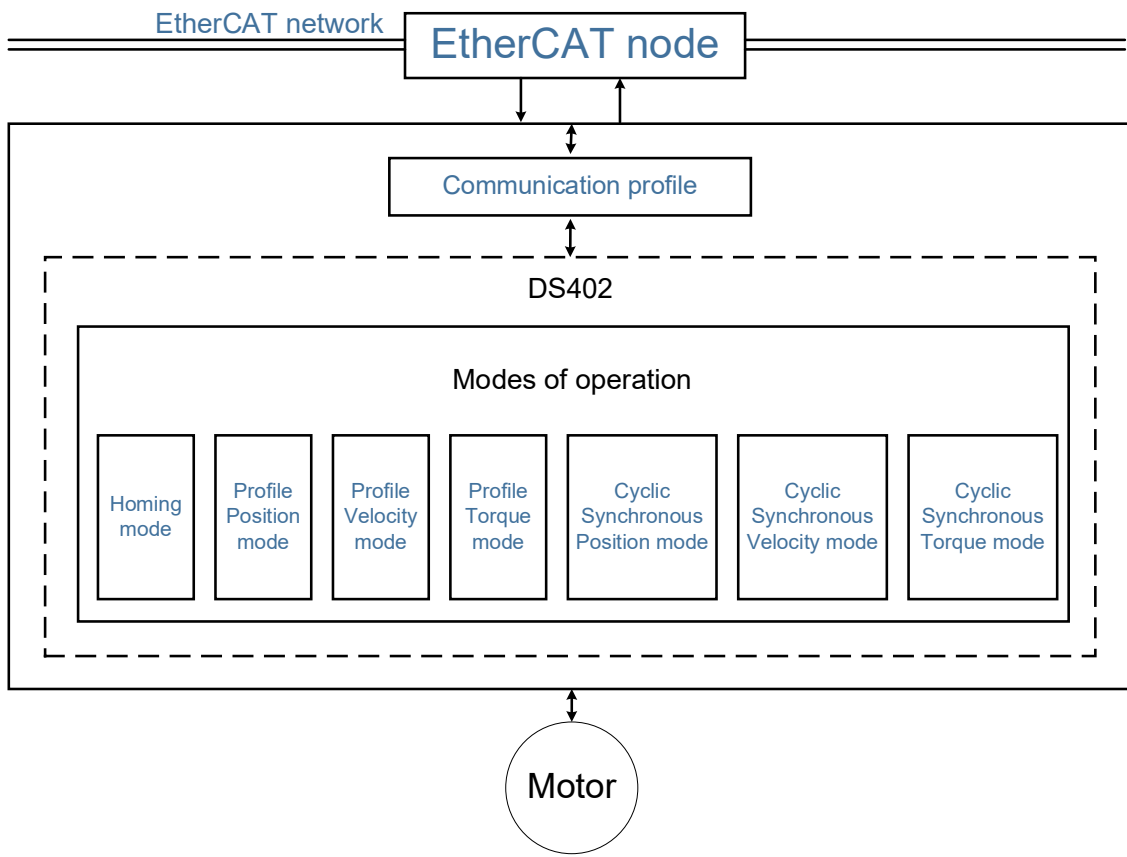 EtherCAT network
EtherCAT node
Communication profile
DS402
Modes of operation
Homing
mode
Profile
Position
mode
Profile
Velocity
mode
Profile
Torque
mode
Cyclic
Synchronous
Position mode
Cyclic
Synchronous
Velocity mode
Cyclic
Synchronous
Torque mode
Motor